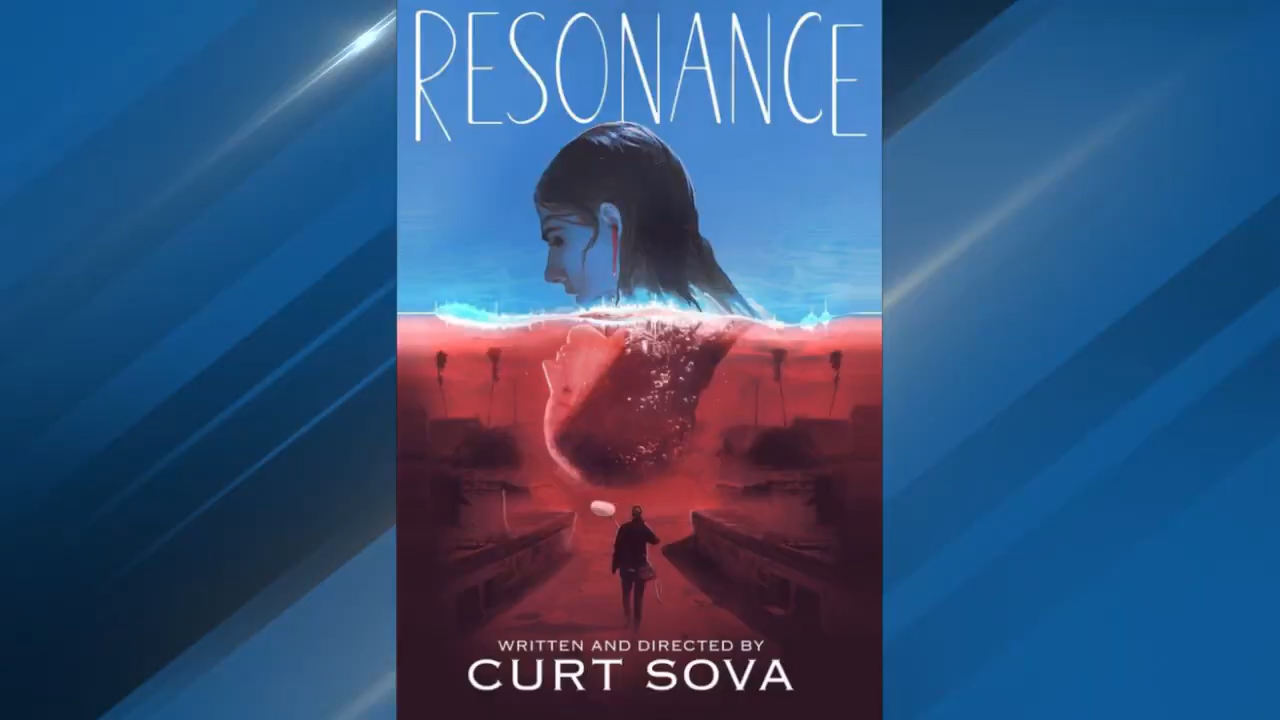 RESONANCE
WRITTEN AND DIRECTED BY
CURT SOVA